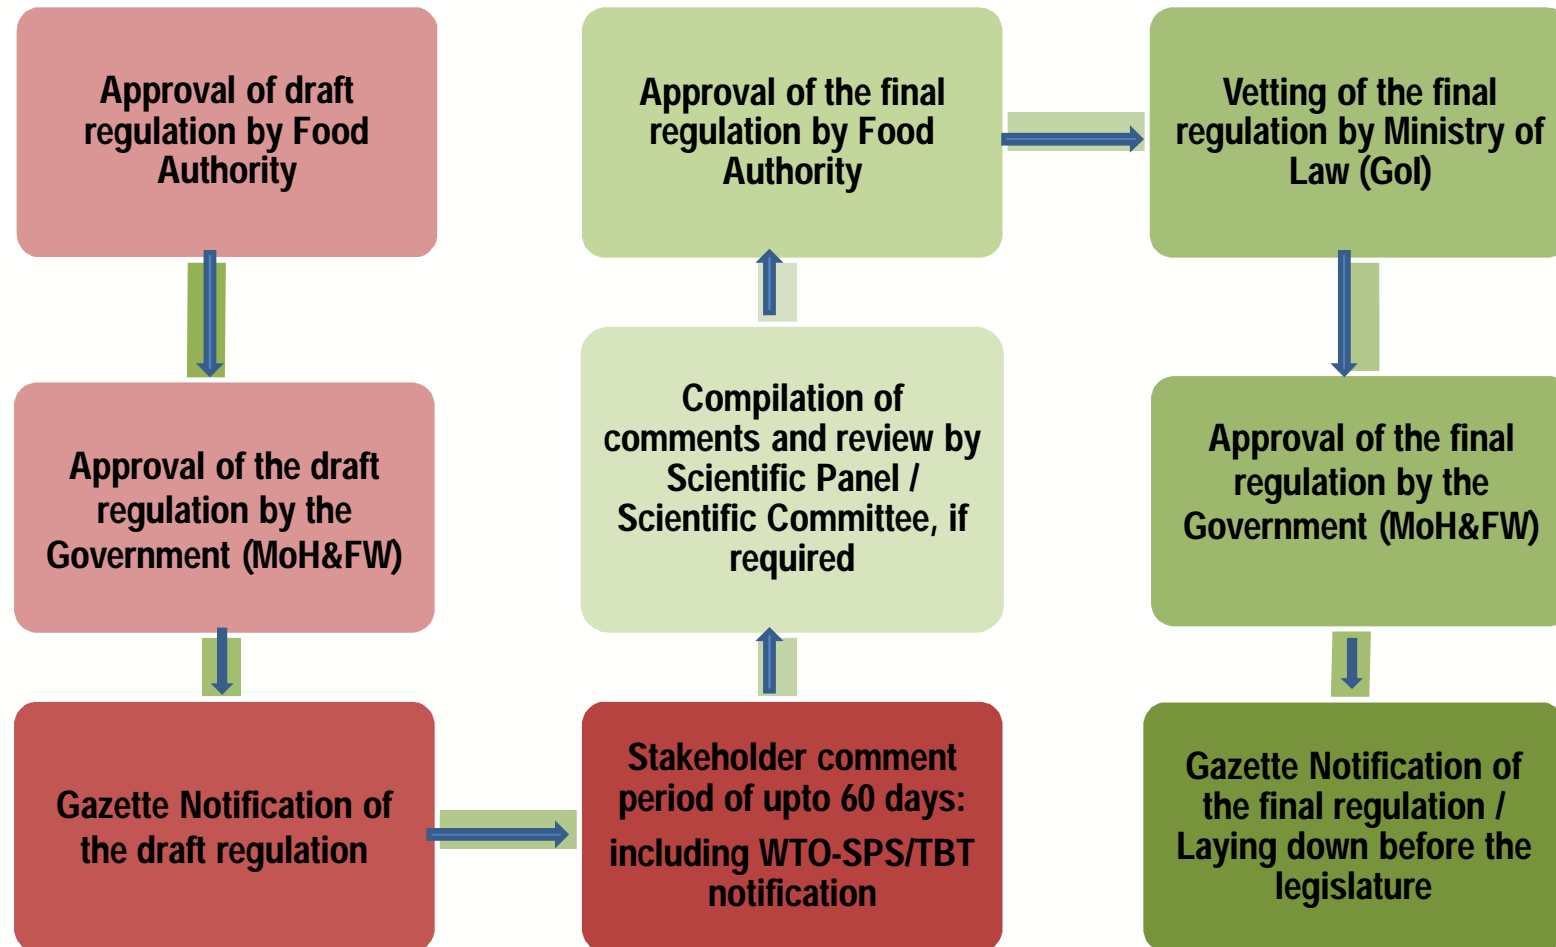 Approval of draft
regulation by Food
Authority
Approval of the draft
regulation by the
Government (MoH&FW)
Gazette Notification of
the draft regulation
Stakeholder comment
period of upto 60 days:
including WTO-SPS/TBT
notification
Compilation of
comments and review by
Scientific Panel /
Scientific Committee, if
required
Approval of the final
regulation by Food
Authority
Vetting of the final
regulation by Ministry of
Law (GoI)
Approval of the final
regulation by the
Government (MoH&FW)
Gazette Notification of
the final regulation /
Laying down before the
legislature